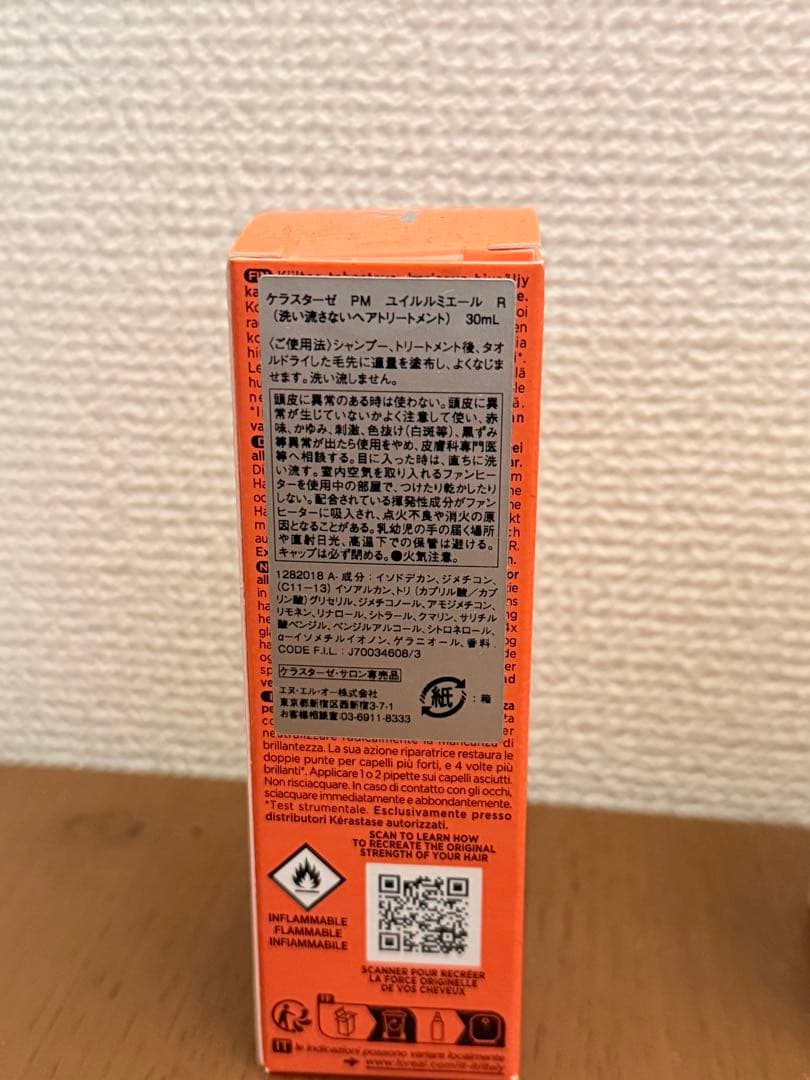 FIN
ケラスターゼ PM ユイルルミエール R
(洗い流さないヘアトリートメント) 30mL
〈ご使用法〉シャンプー、トリートメント後、タオ
ルドライした毛先に適量を塗布し、よくなじま
せます。洗い流しません。
頭皮に異常のある時は使わない。頭皮に異
常が生じていないかよく注意して使い、赤
味、かゆみ、刺激、色抜け(白斑等)、黒ずみ
等異常が出たら使用をやめ、皮膚科専門医
等へ相談する。目に入った時は、直ちに洗
い流す。室内空気を取り入れるファンヒー
ターを使用中の部屋で、つけたり乾かしたり
しない。配合されている揮発性成分がファン
ヒーターに吸入され、点火不良や消火の原
因となることがある。乳幼児の手の届く場所
や直射日光、高温下での保管は避ける。
キャップは必ず閉める。●火気注意。
1282018 A-成分:イソドデカン、ジメチコン、
(C11-13)イソアルカン、トリ(カプリル酸/カプ
リン酸)グリセリル、ジメチコノール、アモジメチコン、
リモネン、リナロール、シトラール、クマリン、サリチル
酸ベンジル、ベンジルアルコール、シトロネロール、
α-イソメチルイオノン、ゲラニオール、香料.
CODE F.I.L.: J70034608/3
ケラスターゼ・サロン専売品
エヌ・エル・オー株式会社
東京都新宿区西新宿3-7-1
お客様相談室:03-6911-8333
紙 :箱
neutralizzare radicalmente la mancanza di
brillantezza. La sua azione riparatrice restaura le
doppie punte per capelli più forti, e 4 volte più
brillanti*. Applicare 1 o 2 pipette sui capelli asciutti.
Non risciacquare. In caso di contatto con gli occhi,
sciacquare immediatamente e abbondantemente.
*Test strumentale. Esclusivamente presso
distributori Kérastase autorizzati.
SCAN TO LEARN HOW
TO RECREATE THE ORIGINAL
STRENGTH OF YOUR HAIR
INFLAMMABLE
FLAMMABLE
INFIAMMABILE
SCANNER POUR RECRÉER
LA FORCE ORIGINELLE
DE VOS CHEVEUX
FR
IT le indicazioni possono variare localmente
www.loreal.com/it-it/italy